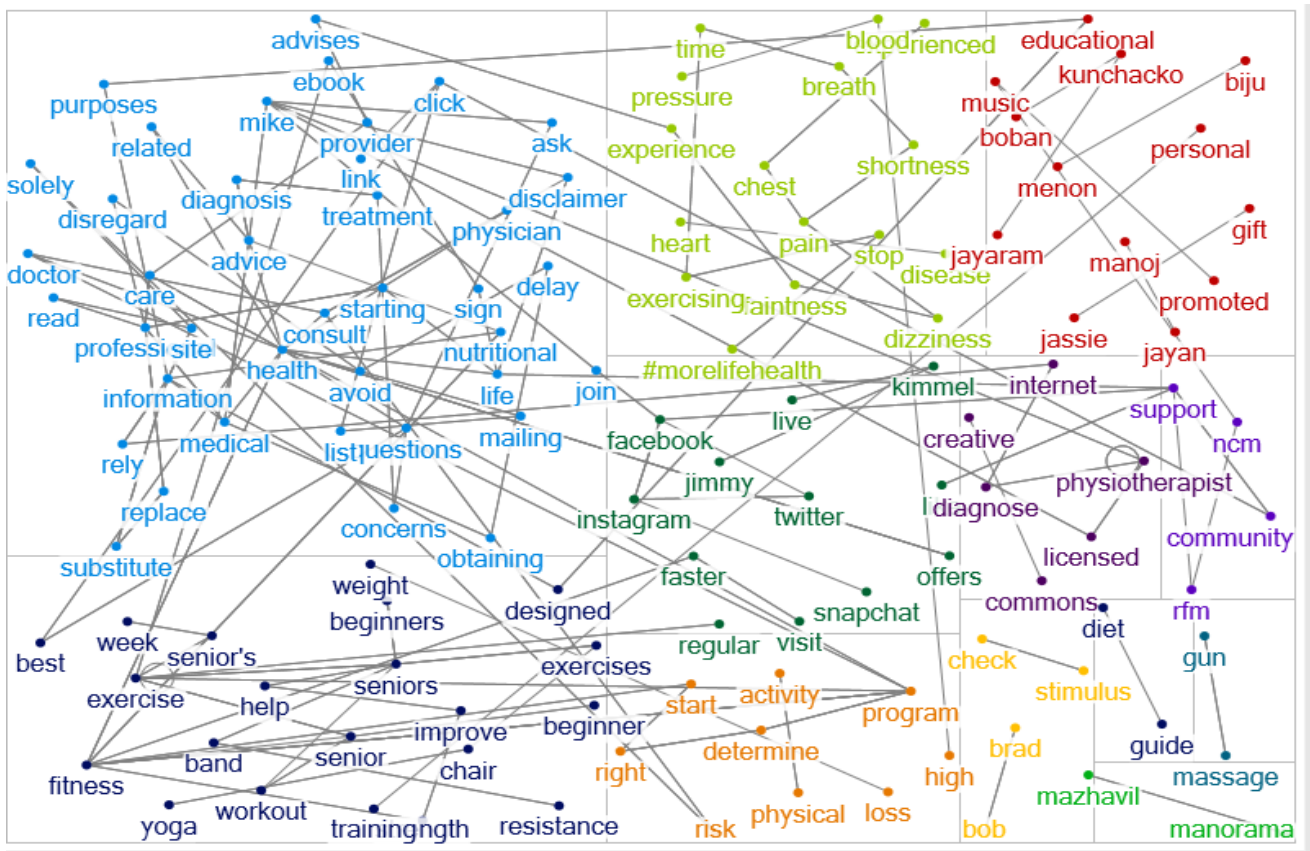 advises
ebook
purposes
click
mike
related
provider
ask
link
solely
diagnosis
disclaimer
disregard
treatment
physician
advice
doctor
care
delay
read
starting
sign
consult
site
nutritional
health
information
avoid
life
join
medical
mailing
rely
list
replace
concerns
obtaining
substitute
time
blood
pressure
breath
experience
shortness
chest
heart
pain
stop
disease
exercising
dizziness
#morelifehealth
educational
kunchacko
music
biju
boban
personal
menon
gift
jayaram
manoj
promoted
jassie
jayan
kimmel
live
facebook
jimmy
instagram
twitter
offers
faster
snapchat
regular
visit
internet
creative
physiotherapist
diagnose
licensed
commons
support
ncm
community
rfm
weight
beginners
designed
week
best
senior's
exercises
exercise
seniors
help
beginner
improve
band
senior
fitness
chair
workout
yoga
training
resistance
start
activity
program
determine
right
high
physical
loss
risk
check
stimulus
brad
bob
diet
guide
gun
massage
mazhavil
manorama